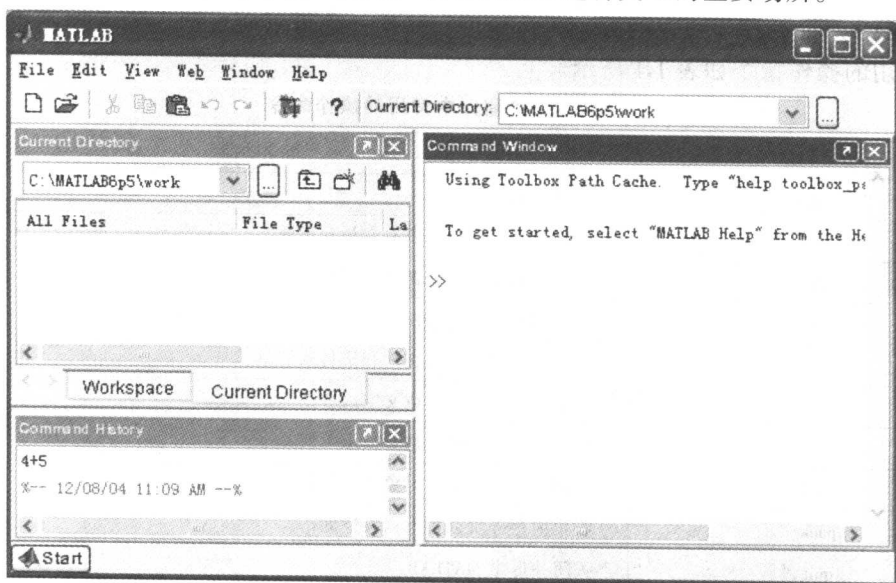 MATLAB
File Edit View Web Window Help
? Current Directory: C:\MATLAB6p5\work ...
Current Directory
C:\MATLAB6p5\work ...
All Files File Type La
Workspace Current Directory
Command History
4+5
%-- 12/08/04 11:09 AM --%
Command Window
Using Toolbox Path Cache. Type "help toolbox_pa
To get started, select "MATLAB Help" from the He
>>
Start